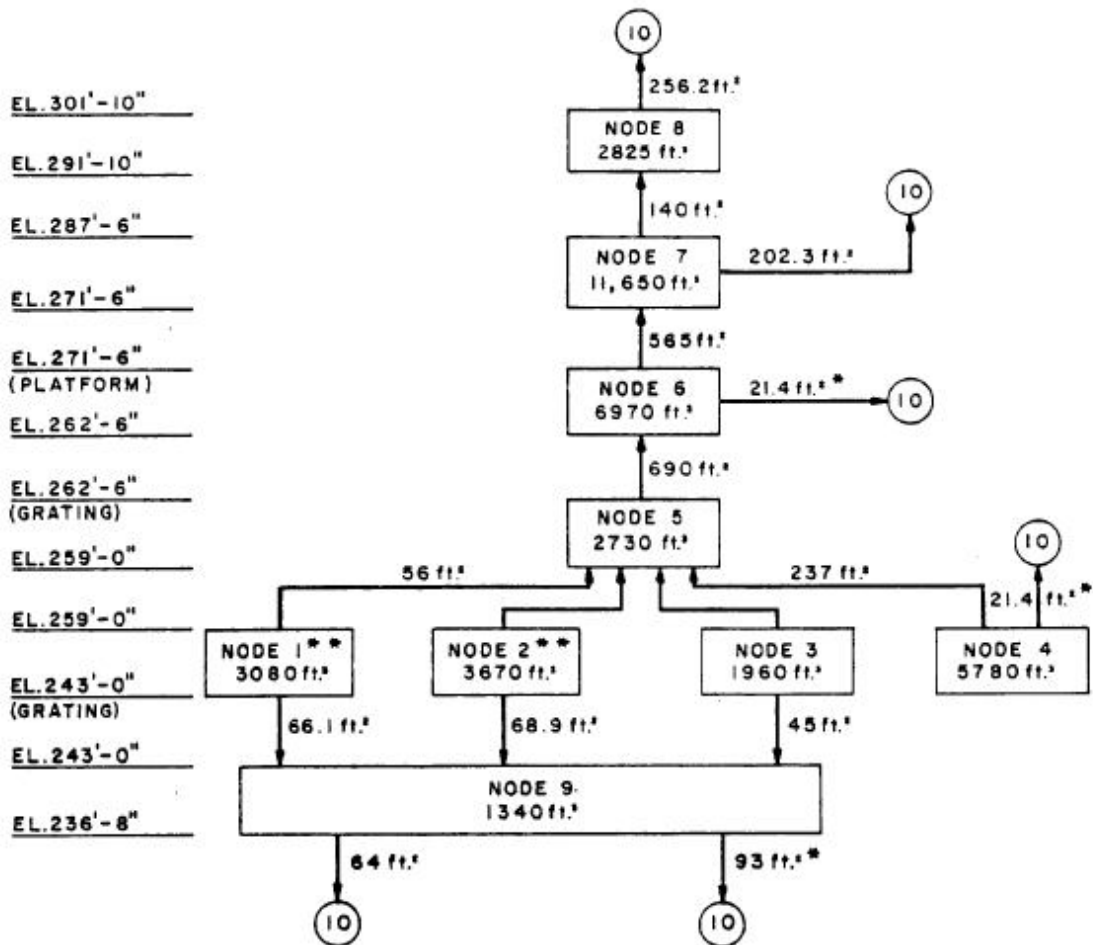 10
256.2 ft.²
EL. 301'-10"
NODE 8
2825 ft.³
EL. 291'-10"
10
140 ft.²
EL. 287'-6"
NODE 7
11,650 ft.³
202.3 ft.²
EL. 271'-6"
565 ft.²
EL. 271'-6"
(PLATFORM)
NODE 6
6970 ft.³
21.4 ft.² *
10
EL. 262'-6"
690 ft.²
EL. 262'-6"
(GRATING)
NODE 5
2730 ft.³
10
EL. 259'-0"
56 ft.²
237 ft.²
21.4 ft.² *
EL. 259'-0"
NODE 1 **
3080 ft.³
NODE 2 **
3670 ft.³
NODE 3
1960 ft.³
NODE 4
5780 ft.³
EL. 243'-0"
(GRATING)
66.1 ft.²
68.9 ft.²
45 ft.²
EL. 243'-0"
NODE 9
1340 ft.³
EL. 236'-8"
64 ft.²
93 ft.² *
10
10